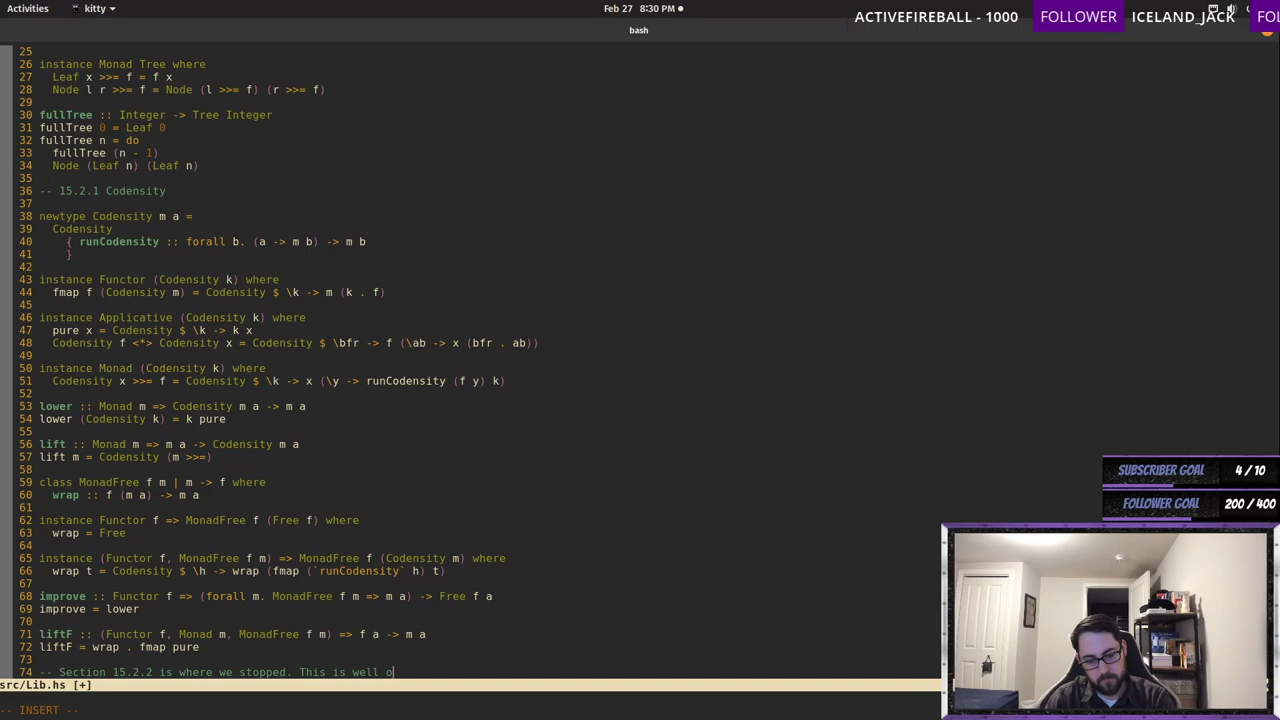 Activities kitty Feb 27 8:30 PM
ACTIVEFIREBALL - 1000 FOLLOWER ICELAND_JACK FOL
bash
25
26 instance Monad Tree where
27   Leaf x >>= f = f x
28   Node l r >>= f = Node (l >>= f) (r >>= f)
29
30 fullTree :: Integer -> Tree Integer
31 fullTree 0 = Leaf 0
32 fullTree n = do
33   fullTree (n - 1)
34   Node (Leaf n) (Leaf n)
35
36 -- 15.2.1 Codensity
37
38 newtype Codensity m a =
39   Codensity
40     { runCodensity :: forall b. (a -> m b) -> m b
41     }
42
43 instance Functor (Codensity k) where
44   fmap f (Codensity m) = Codensity $ \k -> m (k . f)
45
46 instance Applicative (Codensity k) where
47   pure x = Codensity $ \k -> k x
48   Codensity f <*> Codensity x = Codensity $ \bfr -> f (\ab -> x (bfr . ab))
49
50 instance Monad (Codensity k) where
51   Codensity x >>= f = Codensity $ \k -> x (\y -> runCodensity (f y) k)
52
53 lower :: Monad m => Codensity m a -> m a
54 lower (Codensity k) = k pure
55
56 lift :: Monad m => m a -> Codensity m a
57 lift m = Codensity (m >>=)
58
59 class MonadFree f m | m -> f where
60   wrap :: f (m a) -> m a
61
62 instance Functor f => MonadFree f (Free f) where
63   wrap = Free
64
65 instance (Functor f, MonadFree f m) => MonadFree f (Codensity m) where
66   wrap t = Codensity $ \h -> wrap (fmap (`runCodensity` h) t)
67
68 improve :: Functor f => (forall m. MonadFree f m => m a) -> Free f a
69 improve = lower
70
71 liftF :: (Functor f, Monad m, MonadFree f m) => f a -> m a
72 liftF = wrap . fmap pure
73
74 -- Section 15.2.2 is where we stopped. This is well o
src/Lib.hs [+]
-- INSERT --
SUBSCRIBER GOAL 4 / 10
FOLLOWER GOAL 200 / 400